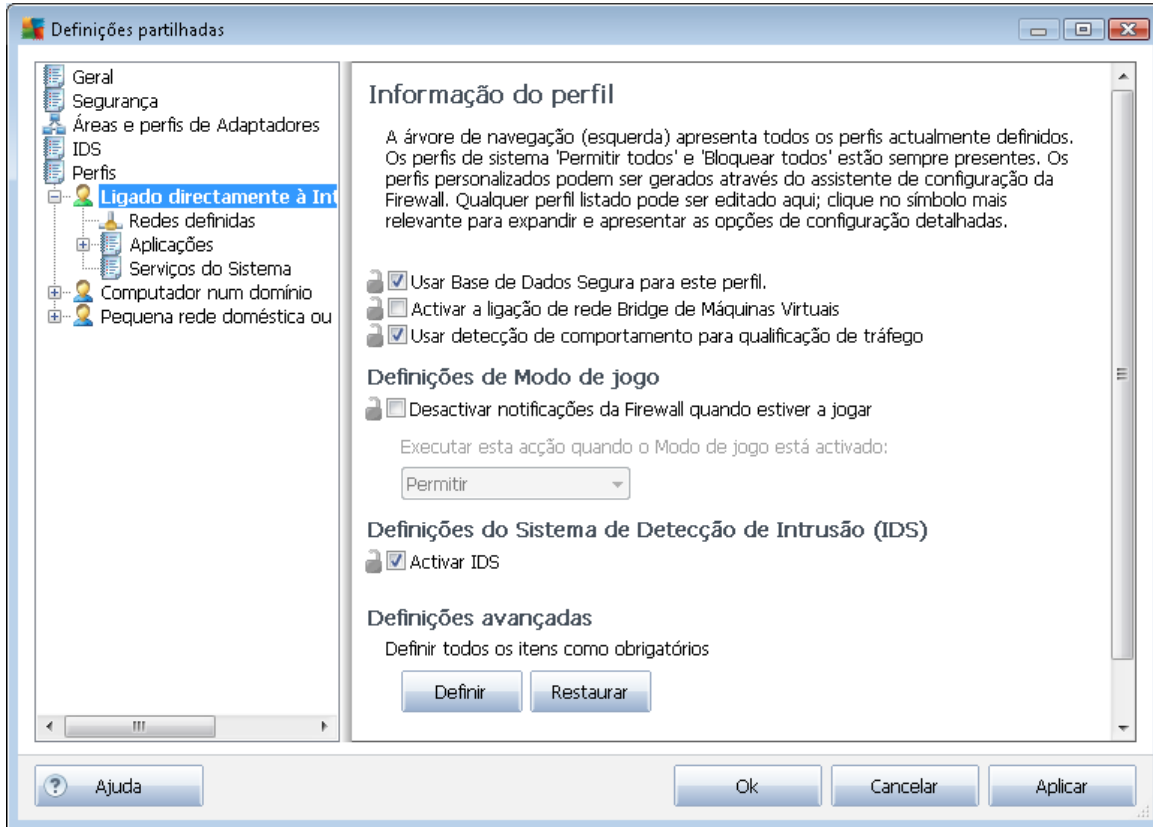 Definições partilhadas
Geral
Segurança
Áreas e perfis de Adaptadores
IDS
Perfis
Ligado directamente à Int
Redes definidas
Aplicações
Serviços do Sistema
Computador num domínio
Pequena rede doméstica ou
Informação do perfil
A árvore de navegação (esquerda) apresenta todos os perfis actualmente definidos.
Os perfis de sistema 'Permitir todos' e 'Bloquear todos' estão sempre presentes. Os
perfis personalizados podem ser gerados através do assistente de configuração da
Firewall. Qualquer perfil listado pode ser editado aqui; clique no símbolo mais
relevante para expandir e apresentar as opções de configuração detalhadas.
Usar Base de Dados Segura para este perfil.
Activar a ligação de rede Bridge de Máquinas Virtuais
Usar detecção de comportamento para qualificação de tráfego
Definições de Modo de jogo
Desactivar notificações da Firewall quando estiver a jogar
Executar esta acção quando o Modo de jogo está activado:
Permitir
Definições do Sistema de Detecção de Intrusão (IDS)
Activar IDS
Definições avançadas
Definir todos os itens como obrigatórios
Definir
Restaurar
Ajuda
Ok
Cancelar
Aplicar